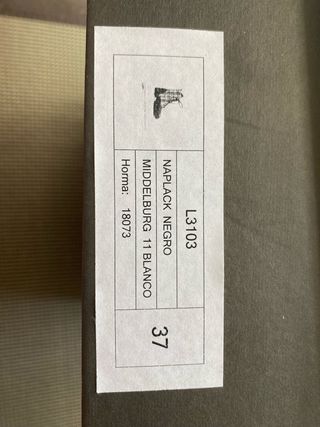 L3103
NAPLACK NEGRO
MIDDELBURG 11 BLANCO
Horma: 18073
37